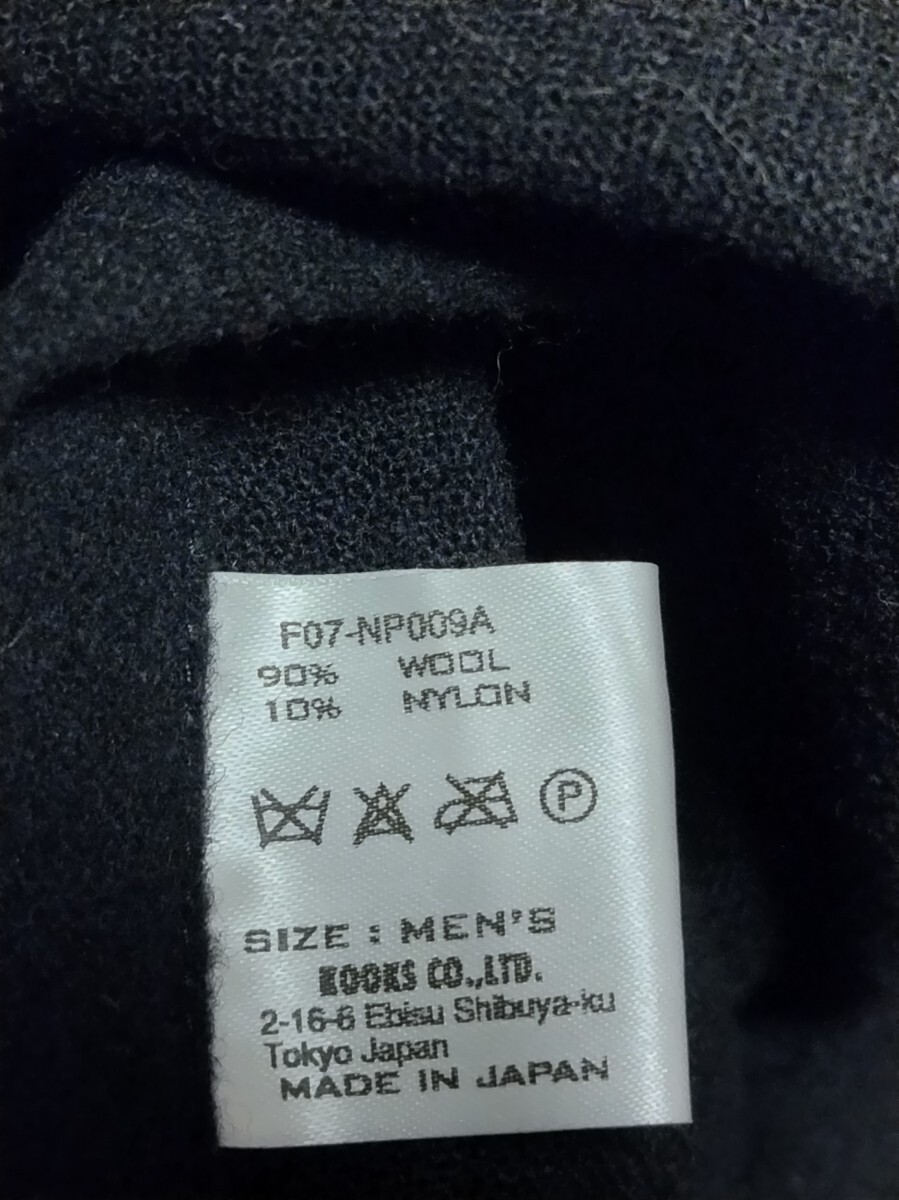 F07-NP009A
90% WOOL
10% NYLON
P
SIZE : MEN'S
KOOKS CO.,LTD.
2-16-6 Ebisu Shibuya-ku
Tokyo Japan
MADE IN JAPAN